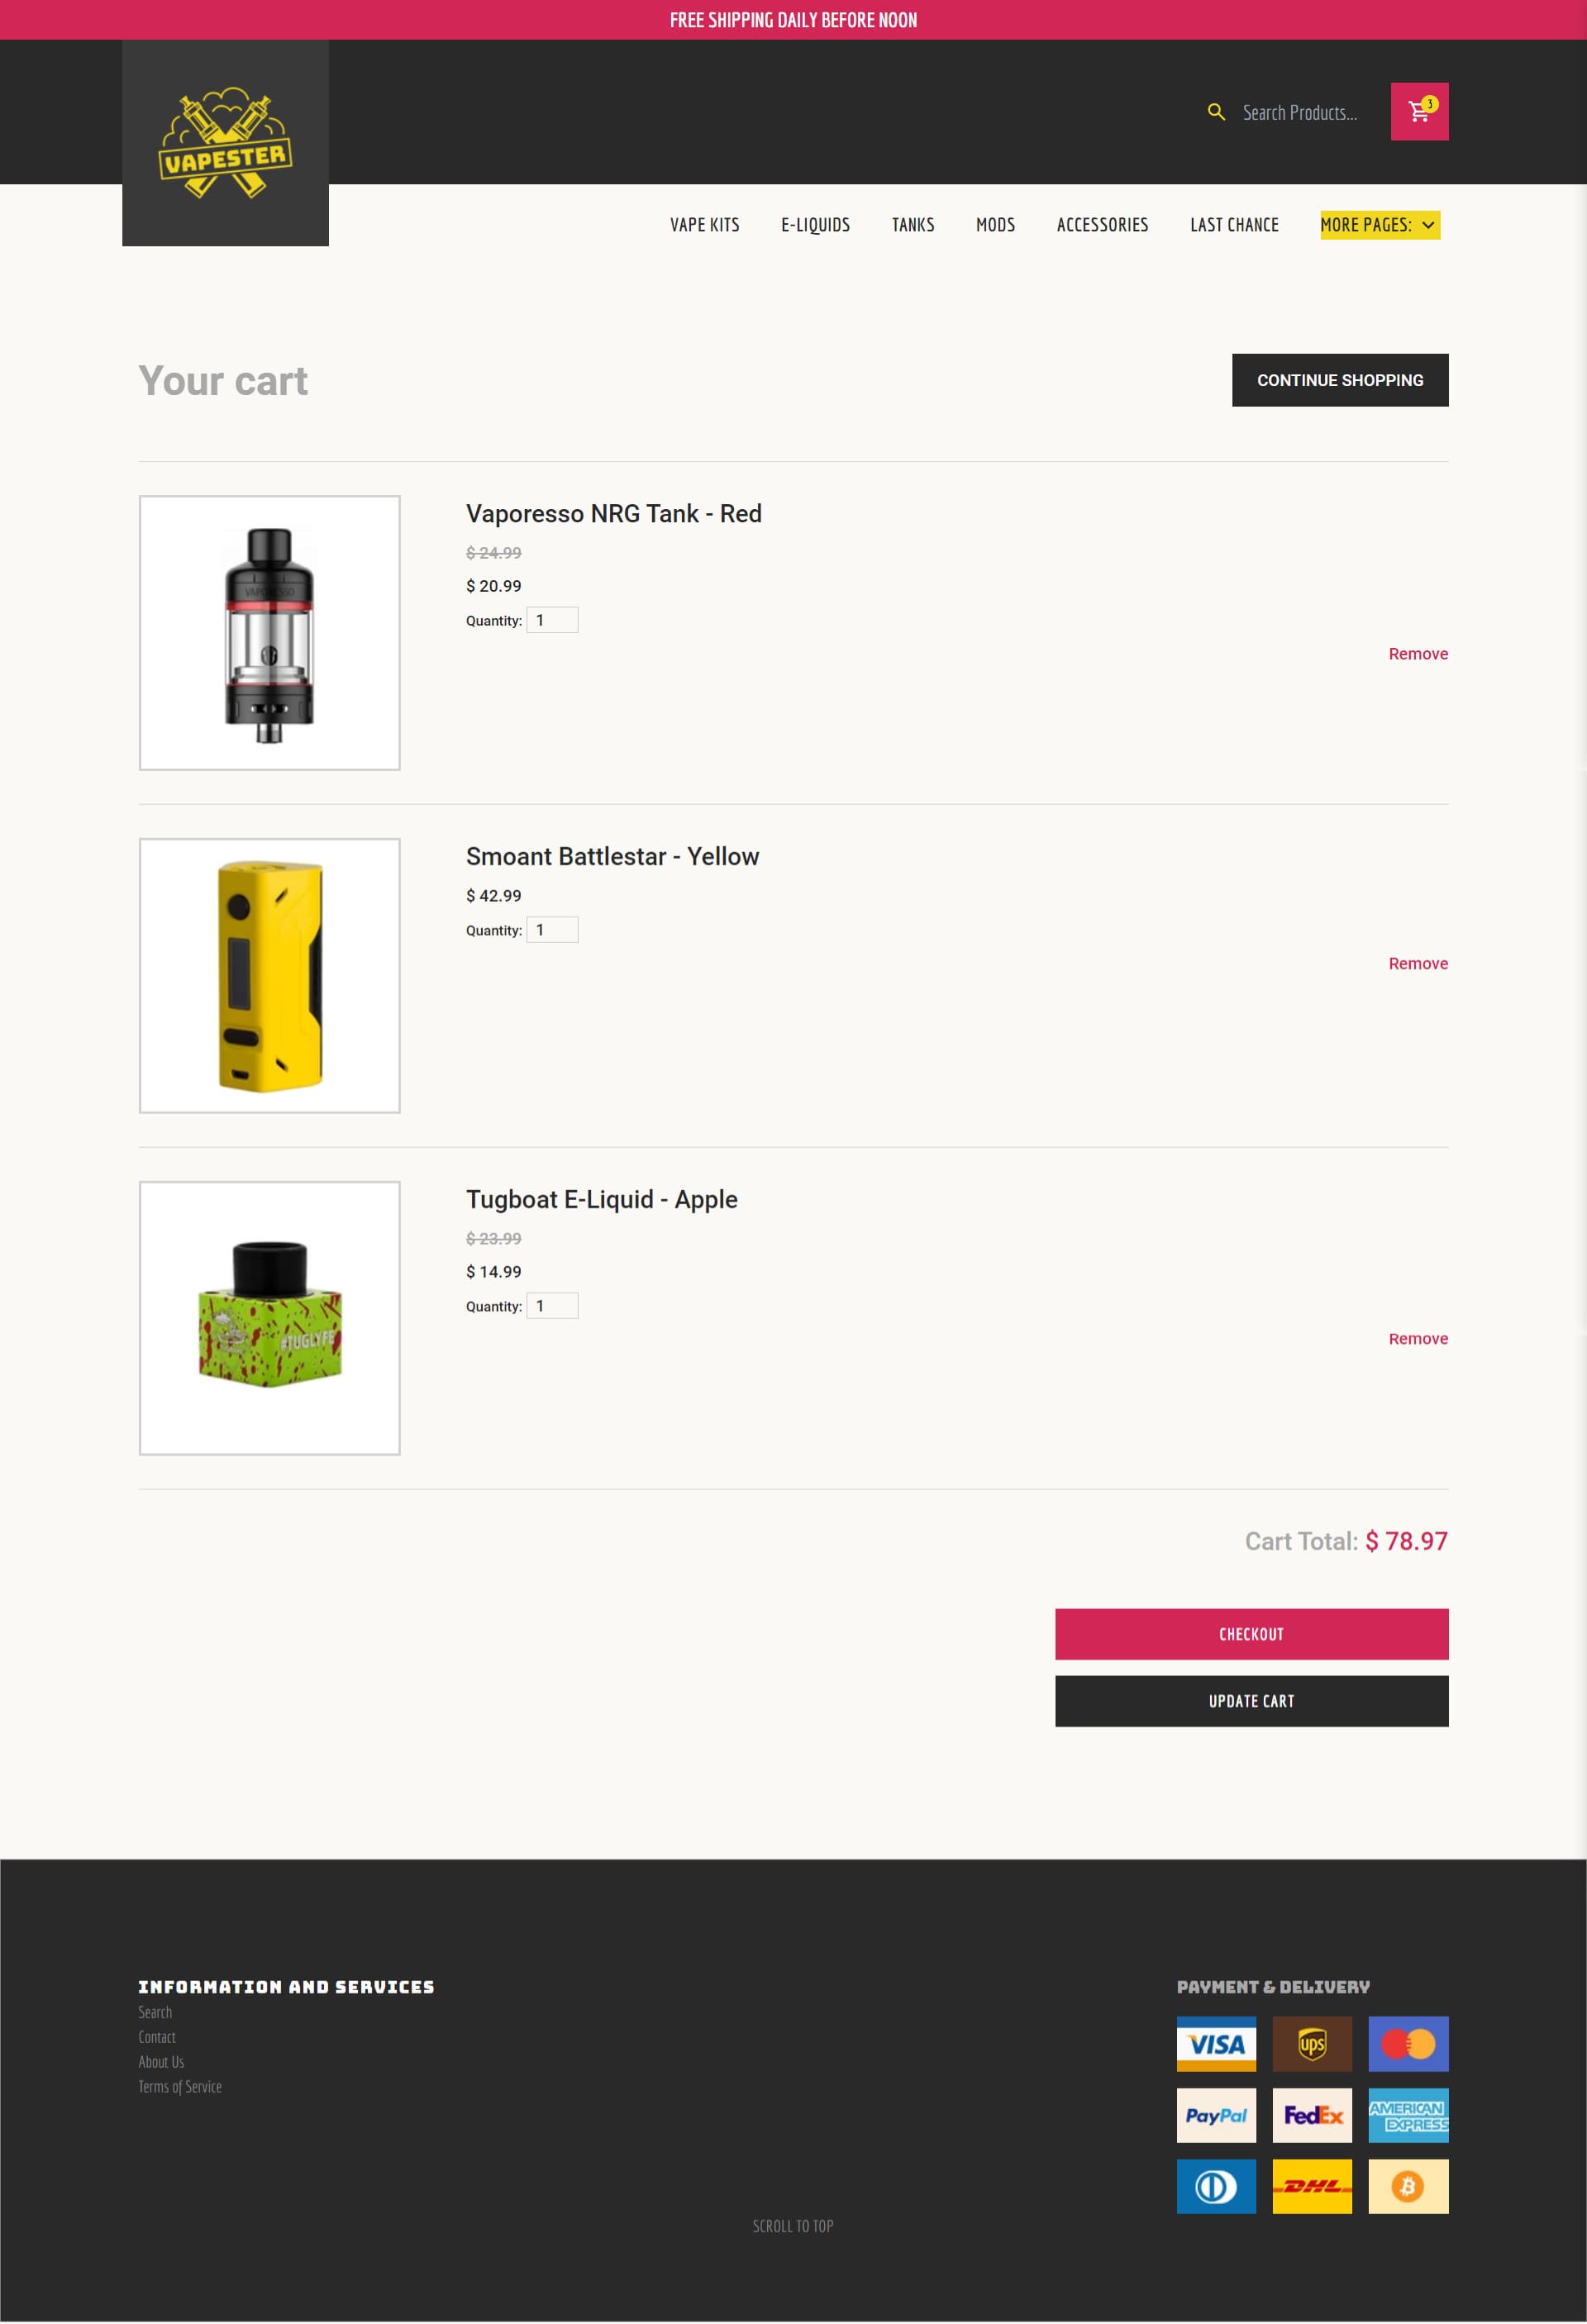 FREE SHIPPING DAILY BEFORE NOON
VAPESTER
Search Products...
3
VAPE KITS E-LIQUIDS TANKS MODS ACCESSORIES LAST CHANCE MORE PAGES:
Your cart
CONTINUE SHOPPING
VAPORESSO
Vaporesso NRG Tank - Red
$ 24.99
$ 20.99
Quantity: 1
Remove
Smoant Battlestar - Yellow
$ 42.99
Quantity: 1
Remove
#TUGLYFE
Tugboat E-Liquid - Apple
$ 23.99
$ 14.99
Quantity: 1
Remove
Cart Total: $ 78.97
CHECKOUT
UPDATE CART
INFORMATION AND SERVICES
Search
Contact
About Us
Terms of Service
PAYMENT & DELIVERY
VISA
ups
PayPal
FedEx
AMERICAN
EXPRESS
DHL
SCROLL TO TOP